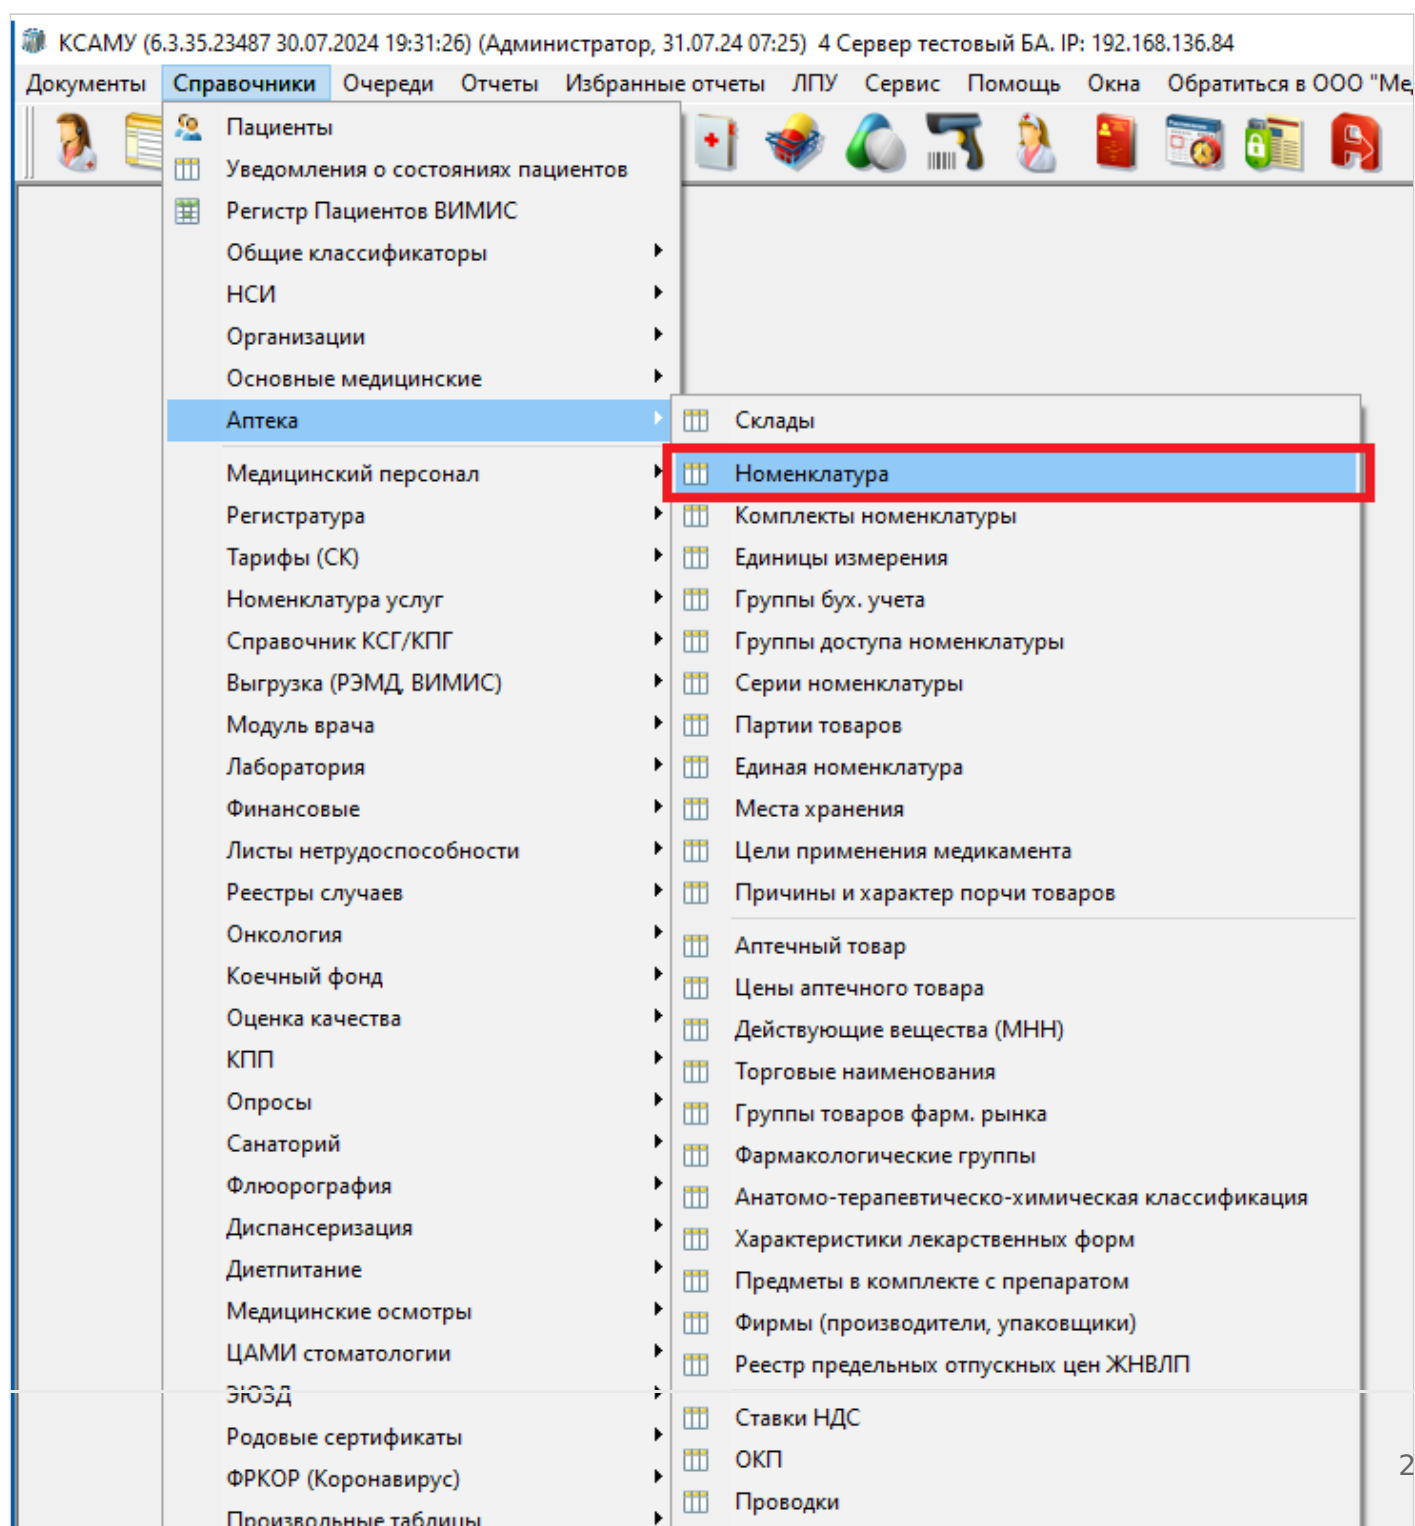 КСАМУ (6.3.35.23487 30.07.2024 19:31:26) (Администратор, 31.07.24 07:25) 4 Сервер тестовый БА. IP: 192.168.136.84
Документы Справочники Очереди Отчеты Избранные отчеты ЛПУ Сервис Помощь Окна Обратиться в ООО "Ме
Пациенты
Уведомления о состояниях пациентов
Регистр Пациентов ВИМИС
Общие классификаторы
НСИ
Организации
Основные медицинские
Аптека
Медицинский персонал
Регистратура
Тарифы (СК)
Номенклатура услуг
Справочник КСГ/КПГ
Выгрузка (РЭМД, ВИМИС)
Модуль врача
Лаборатория
Финансовые
Листы нетрудоспособности
Реестры случаев
Онкология
Коечный фонд
Оценка качества
КПП
Опросы
Санаторий
Флюорография
Диспансеризация
Диетпитание
Медицинские осмотры
ЦАМИ стоматологии
ЭЮЗД
Родовые сертификаты
ФРКОР (Коронавирус)
Произвольные таблицы
Склады
Номенклатура
Комплекты номенклатуры
Единицы измерения
Группы бух. учета
Группы доступа номенклатуры
Серии номенклатуры
Партии товаров
Единая номенклатура
Места хранения
Цели применения медикамента
Причины и характер порчи товаров
Аптечный товар
Цены аптечного товара
Действующие вещества (МНН)
Торговые наименования
Группы товаров фарм. рынка
Фармакологические группы
Анатомо-терапевтическо-химическая классификация
Характеристики лекарственных форм
Предметы в комплекте с препаратом
Фирмы (производители, упаковщики)
Реестр предельных отпускных цен ЖНВЛП
Ставки НДС
ОКП
Проводки
2